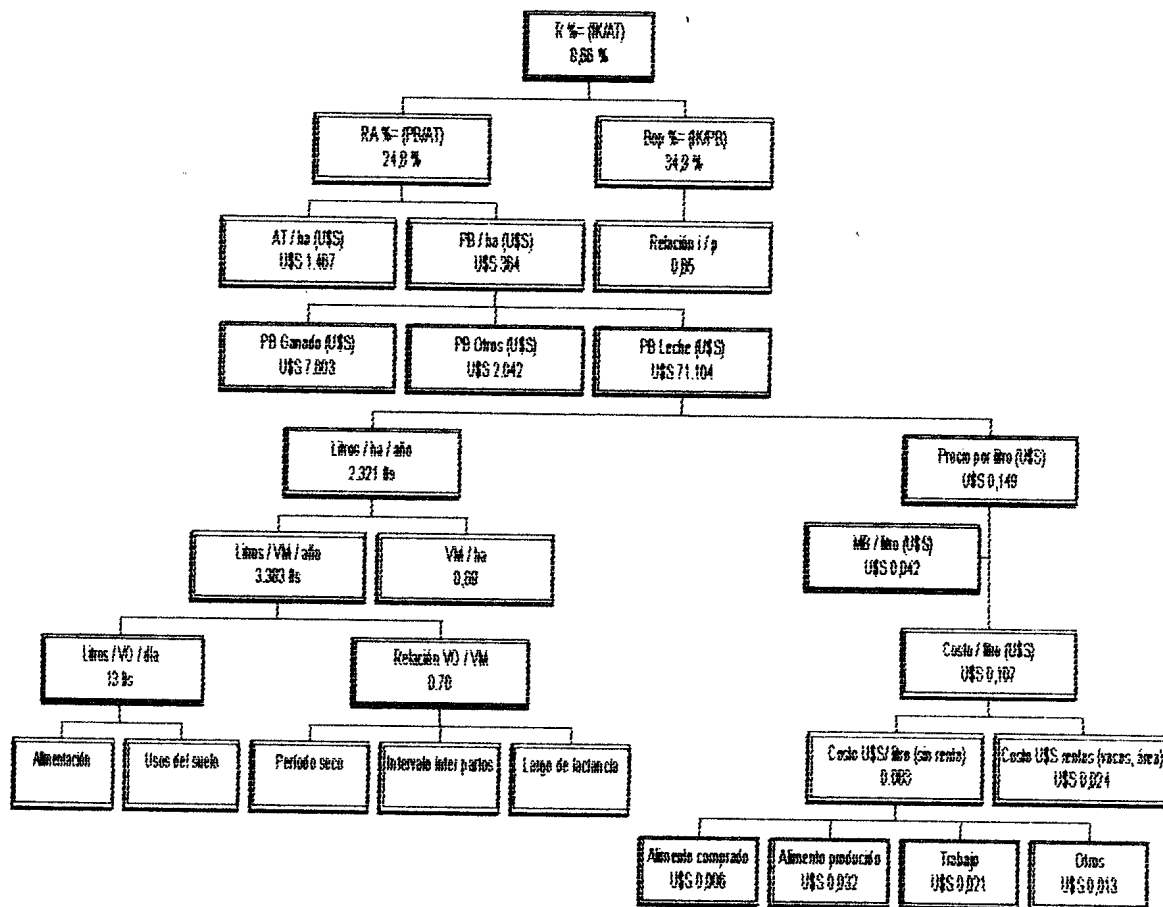 R %= (IK/AT)
8,66 %
RA %= (PB/AT)
24,8 %
Bop %= (IK/PB)
34,9 %
AT / ha (U$S)
U$S 1.467
PB / ha (U$S)
U$S 364
Relación i / p
0,65
PB Ganado (U$S)
U$S 7.803
PB Otros (U$S)
U$S 2.042
PB Leche (U$S)
U$S 71.104
Litros / ha / año
2.321 lts
Precio por litro (U$S)
U$S 0,149
Litros / VM / año
3.383 lts
VM / ha
0,69
MB / litro (U$S)
U$S 0,042
Litros / VO / día
13 lts
Relación VO / VM
0.70
Costo / litro (U$S)
U$S 0,107
Alimentación
Usos del suelo
Período seco
Intervalo inter partos
Largo de lactancia
Costo U$S/ litro (sin renta)
0.083
Costo U$S rentas (vacas, área)
U$S 0,024
Alimento comprado
U$S 0,006
Alimento producido
U$S 0,032
Trabajo
U$S 0,021
Otros
U$S 0,013